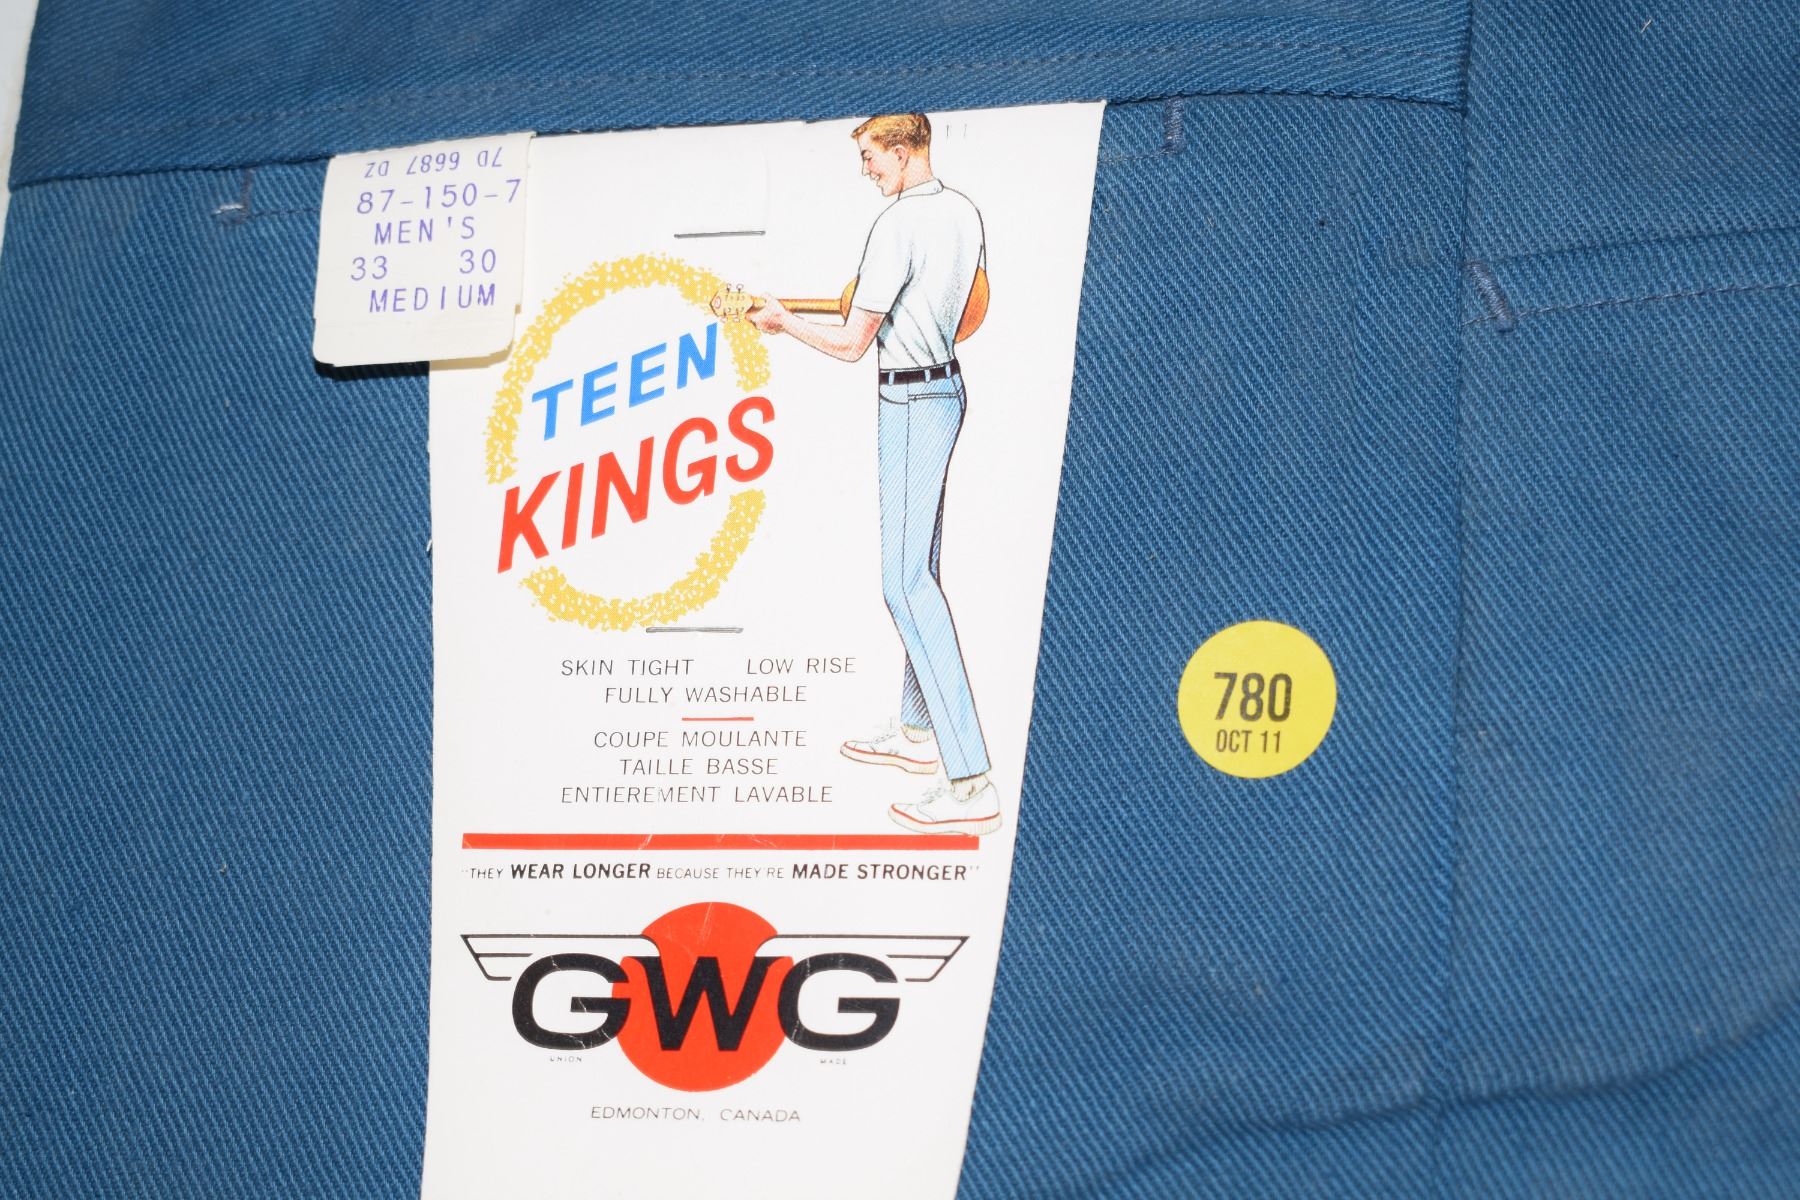 7D 6687 DZ
87-150-7
MEN'S
33 30
MEDIUM
TEEN
KINGS
SKIN TIGHT LOW RISE
FULLY WASHABLE
COUPE MOULANTE
TAILLE BASSE
ENTIEREMENT LAVABLE
"THEY WEAR LONGER BECAUSE THEY'RE MADE STRONGER"
GWG
UNION MADE
EDMONTON, CANADA
780
OCT 11